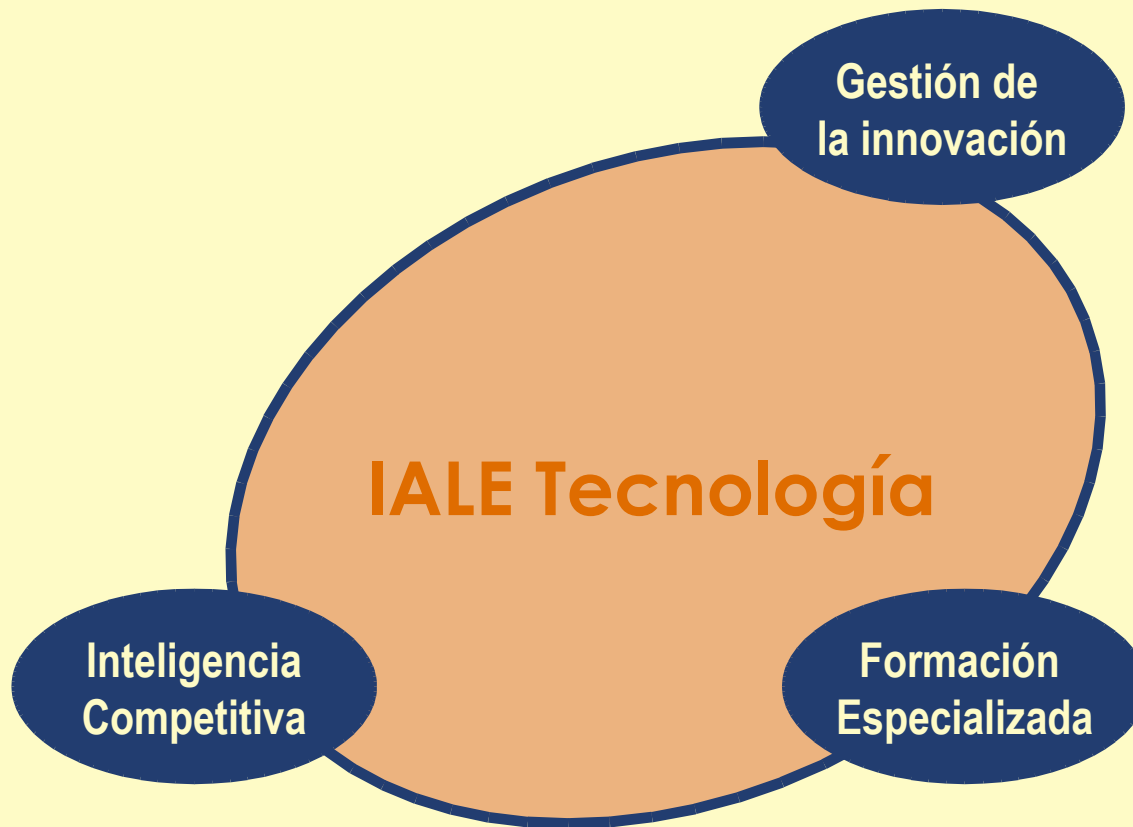 Gestión de
la innovación
IALE Tecnología
Inteligencia
Competitiva
Formación
Especializada